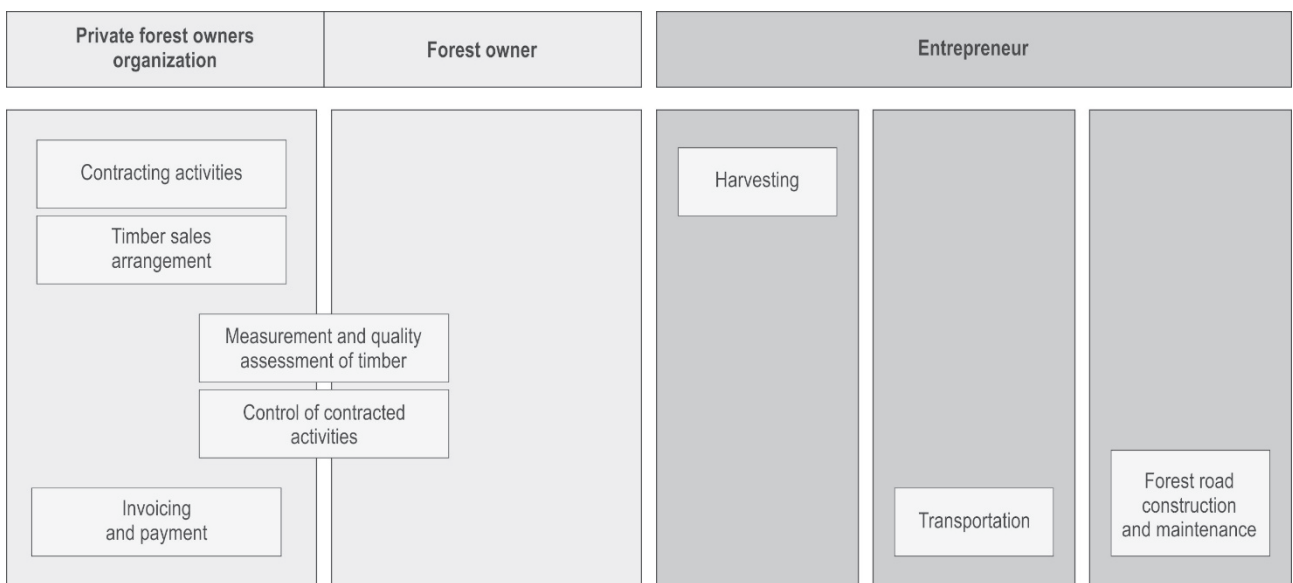 Private forest owners
organization
Forest owner
Entrepreneur
Contracting activities
Timber sales
arrangement
Measurement and quality
assessment of timber
Control of contracted
activities
Invoicing
and payment
Harvesting
Transportation
Forest road
construction
and maintenance